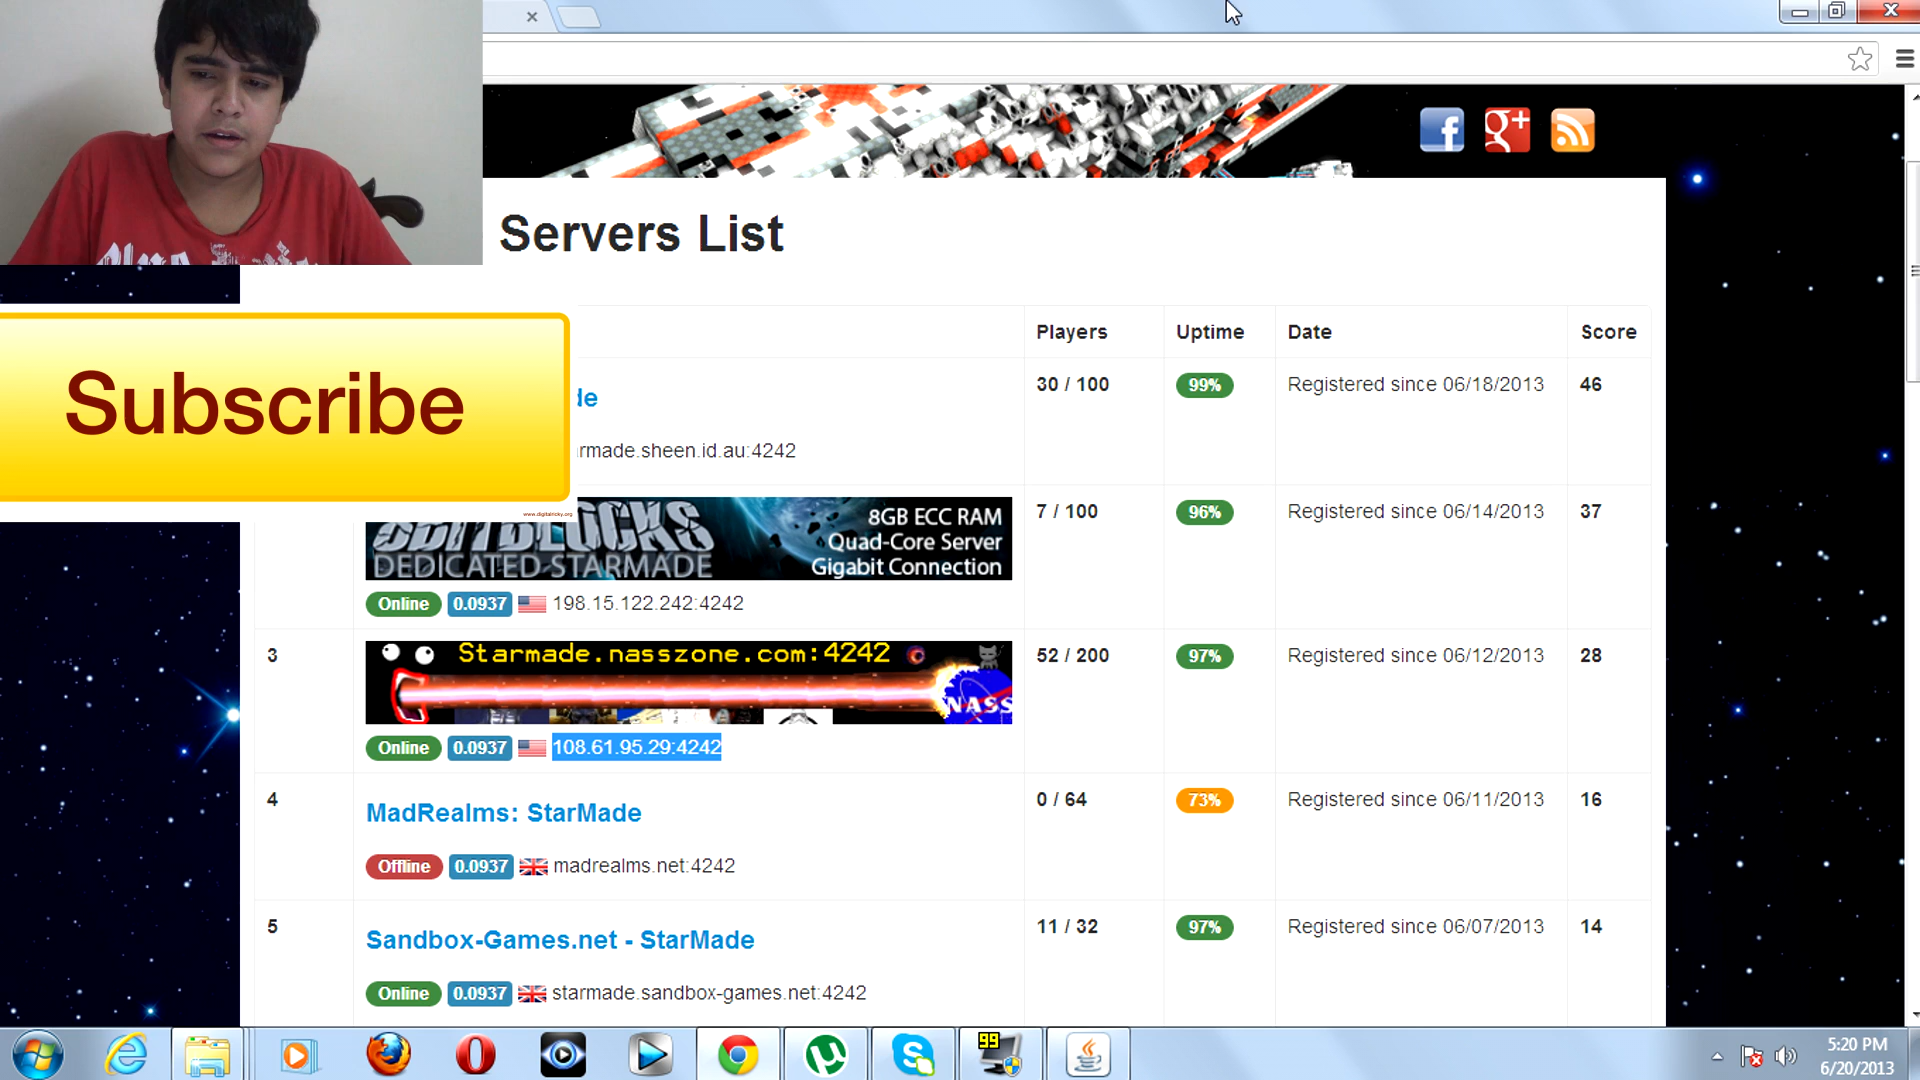 Servers List
Players Uptime Date Score
de
30 / 100 99% Registered since 06/18/2013 46
rmade.sheen.id.au:4242
Subscribe
www.digitalricky.org
7 / 100 96% Registered since 06/14/2013 37
8GB ECC RAM
Quad-Core Server
DEDICATED STARMADE Gigabit Connection
Online 0.0937 198.15.122.242:4242
3 Starmade.nasszone.com:4242 52 / 200 97% Registered since 06/12/2013 28
NASS
Online 0.0937 108.61.95.29:4242
4 MadRealms: StarMade 0 / 64 73% Registered since 06/11/2013 16
Offline 0.0937 madrealms.net:4242
5 Sandbox-Games.net - StarMade 11 / 32 97% Registered since 06/07/2013 14
Online 0.0937 starmade.sandbox-games.net:4242
99
5:20 PM
6/20/2013